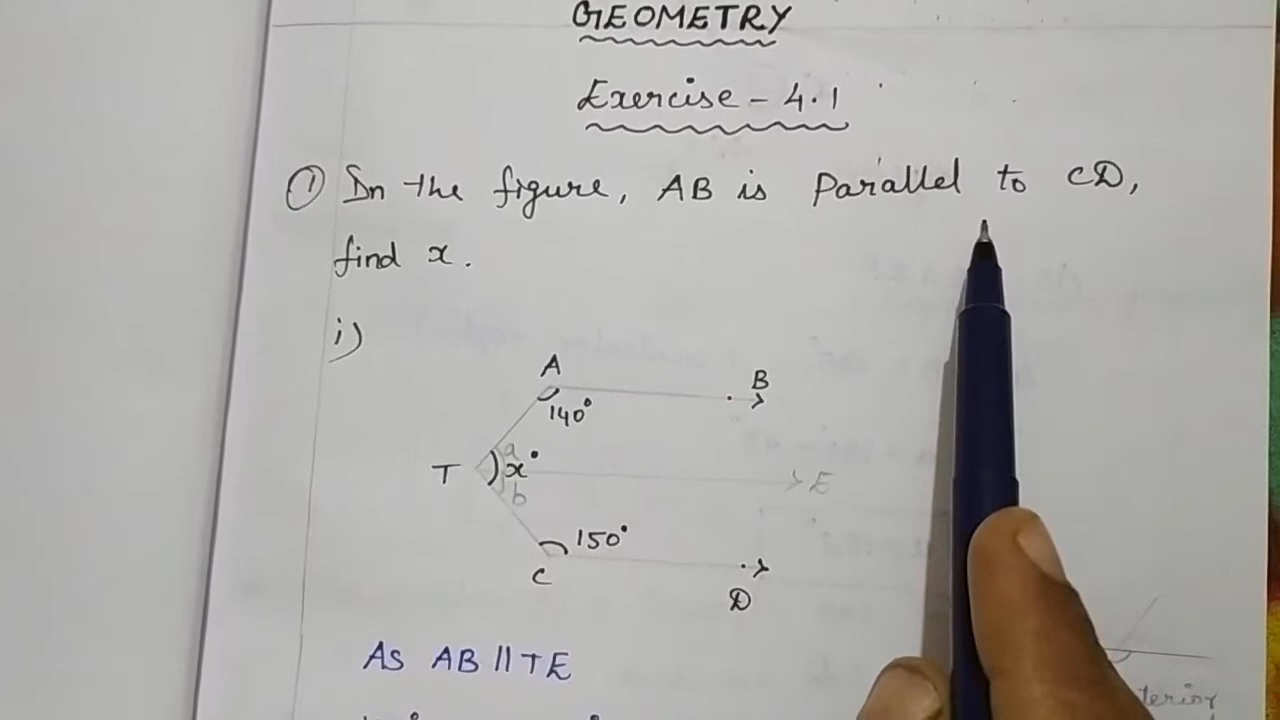 GEOMETRY
Exercise - 4.1
① In the figure, AB is Parallel to CD,
find x.
i)
A
B
140°
a
T x° E
b
150°
C
D
As AB || TE
terior